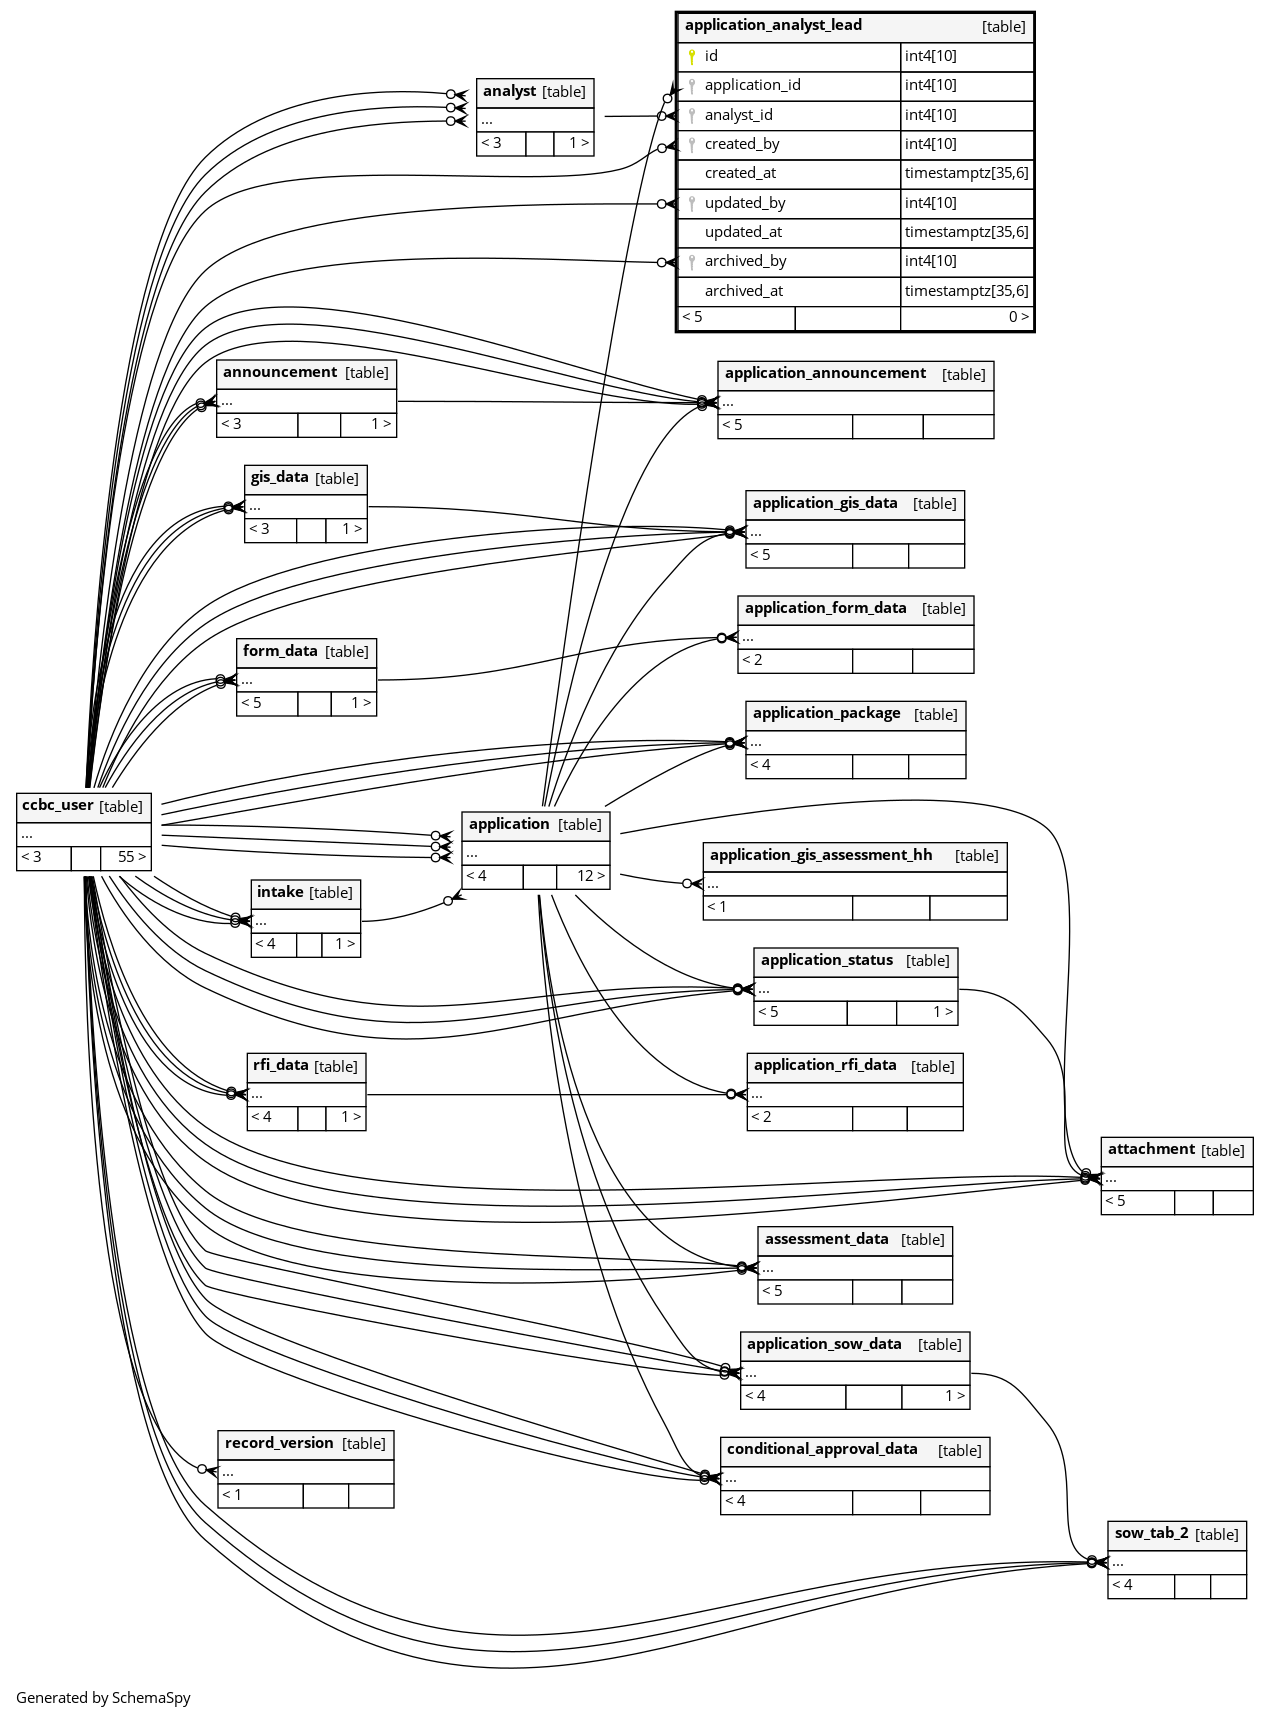 application_analyst_lead [table]
id int4[10]
application_id int4[10]
analyst_id int4[10]
created_by int4[10]
created_at timestamptz[35,6]
updated_by int4[10]
updated_at timestamptz[35,6]
archived_by int4[10]
archived_at timestamptz[35,6]
< 5 0 >
analyst [table]
...
< 3 1 >
announcement [table]
...
< 3 1 >
application_announcement [table]
...
< 5
gis_data [table]
...
< 3 1 >
application_gis_data [table]
...
< 5
application_form_data [table]
...
< 2
form_data [table]
...
< 5 1 >
application_package [table]
...
< 4
ccbc_user [table]
...
< 3 55 >
application [table]
...
< 4 12 >
application_gis_assessment_hh [table]
...
< 1
intake [table]
...
< 4 1 >
application_status [table]
...
< 5 1 >
rfi_data [table]
...
< 4 1 >
application_rfi_data [table]
...
< 2
attachment [table]
...
< 5
assessment_data [table]
...
< 5
application_sow_data [table]
...
< 4 1 >
record_version [table]
...
< 1
conditional_approval_data [table]
...
< 4
sow_tab_2 [table]
...
< 4
Generated by SchemaSpy